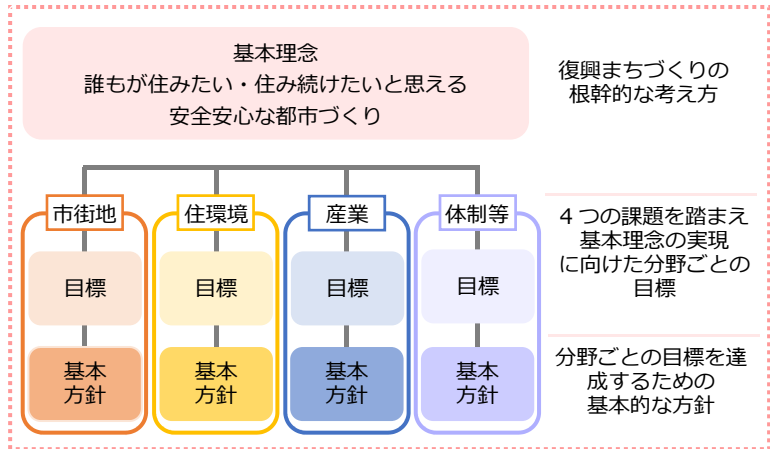 基本理念
誰もが住みたい・住み続けたいと思える
安全安心な都市づくり
復興まちづくりの
根幹的な考え方
市街地
住環境
産業
体制等
4つの課題を踏まえ
基本理念の実現
に向けた分野ごとの
目標
目標
目標
目標
目標
基本
方針
基本
方針
基本
方針
基本
方針
分野ごとの目標を達
成するための
基本的な方針